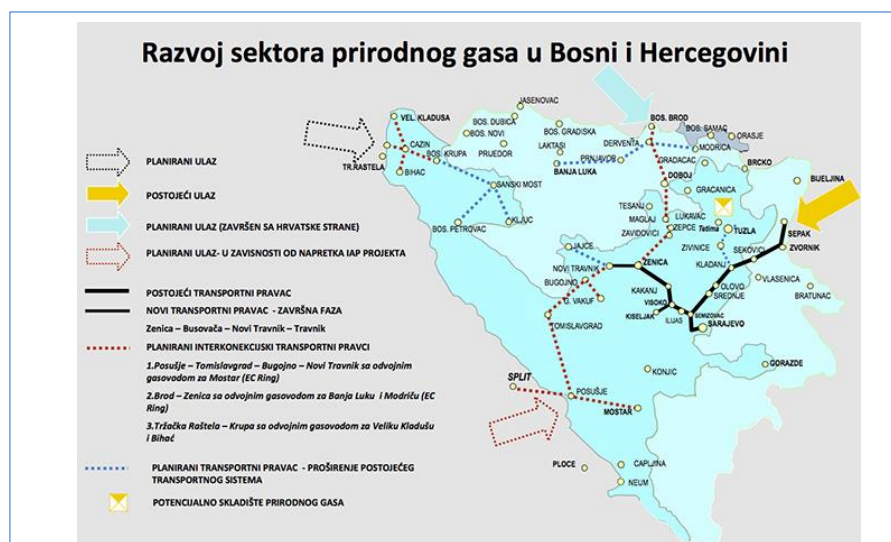 Razvoj sektora prirodnog gasa u Bosni i Hercegovini
PLANIRANI ULAZ
POSTOJEĆI ULAZ
PLANIRANI ULAZ (ZAVRŠEN SA HRVATSKE STRANE)
PLANIRANI ULAZ- U ZAVISNOSTI OD NAPRETKA IAP PROJEKTA
POSTOJEĆI TRANSPORTNI PRAVAC
NOVI TRANSPORTNI PRAVAC - ZAVRŠNA FAZA
Zenica – Busovača – Novi Travnik – Travnik
PLANIRANI INTERKONEKCIJSKI TRANSPORTNI PRAVCI
1.Posušje – Tomislavgrad – Bugojno – Novi Travnik sa odvojnim
gasovodom za Mostar (EC Ring)
2.Brod – Zenica sa odvojnim gasovodom za Banja Luku i Modriču (EC
Ring)
3.Tržačka Raštela – Krupa sa odvojnim gasovodom za Veliku Kladušu
i Bihać
PLANIRANI TRANSPORTNI PRAVAC - PROŠIRENJE POSTOJEĆEG
TRANSPORTNOG SISTEMA
POTENCIJALNO SKLADIŠTE PRIRODNOG GASA
JASENOVAC
VEL. KLADUSA
BOS. DUBICA
BOS. NOVI
BOS. GRADISKA
BOS. BROD
BOS. SAMAC
ORASJE
DERVENTA
MODRICA
CAZIN
PRIJEDOR
LAKTASI
PRNJAVOR
BOS. KRUPA
TR.RASTELA
BIHAC
BANJA LUKA
GRADACAC
BRCKO
DOBOJ
BIJELJINA
SANSKI MOST
GRACANICA
TESANJ
KLJUC
BOS. PETROVAC
MAGLAJ
LUKAVAC
ZAVIDOVICI
ZEPCE
Tetima
TUZLA
SEPAK
ZVORNIK
ZIVINICE
JAJCE
SEKOVICI
KLADANJ
NOVI TRAVNIK
ZENICA
BUGOJNO
KAKANJ
OLOVO
VLASENICA
SREDNJE
BRATUNAC
G. VAKUF
VISOKO
KISELJAK
ILIJAS
SEMIZOVAC
SARAJEVO
TOMISLAVGRAD
GORAZDE
KONJIC
SPLIT
POSUŠJE
MOSTAR
PLOCE
CAPLJINA
NEUM